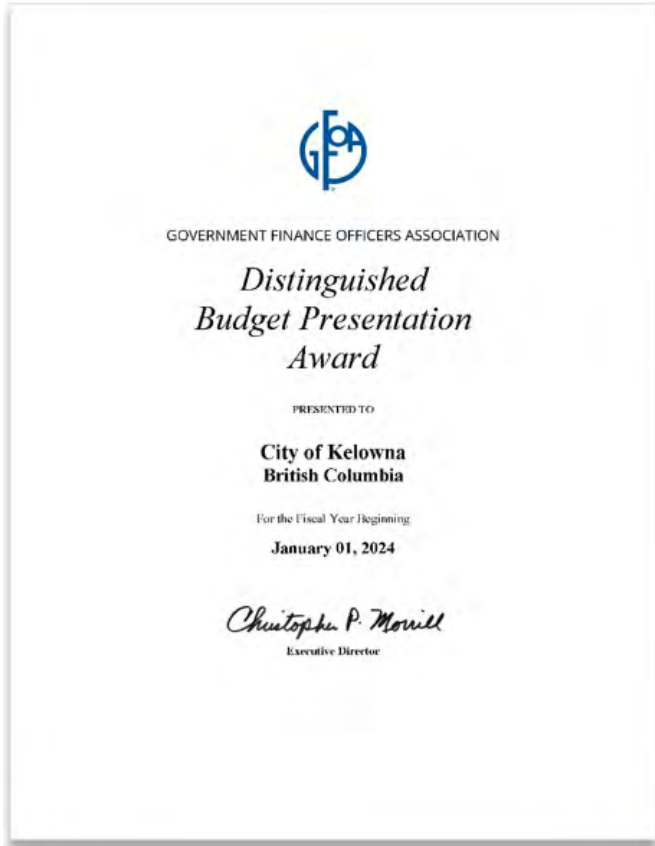 GFOA
GOVERNMENT FINANCE OFFICERS ASSOCIATION
Distinguished
Budget Presentation
Award
PRESENTED TO
City of Kelowna
British Columbia
For the Fiscal Year Beginning
January 01, 2024
Christopher P. Morrill
Executive Director